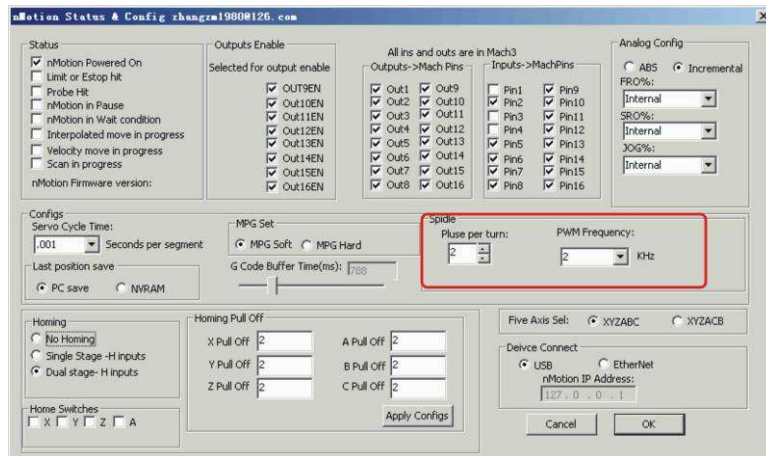 nMotion Status & Config zhangzm1980@126.com
Status
nMotion Powered On
Limit or Estop hit
Probe Hit
nMotion in Pause
nMotion in Wait condition
Interpolated move in progress
Velocity move in progress
Scan in progress
nMotion Firmware version:
Outputs Enable
Selected for output enable
OUT9EN
Out10EN
Out11EN
Out12EN
Out13EN
Out14EN
Out15EN
Out16EN
All ins and outs are in Mach3
Outputs->Mach Pins
Out1 Out9
Out2 Out10
Out3 Out11
Out4 Out12
Out5 Out13
Out6 Out14
Out7 Out15
Out8 Out16
Inputs->MachPins
Pin1 Pin9
Pin2 Pin10
Pin3 Pin11
Pin4 Pin12
Pin5 Pin13
Pin6 Pin14
Pin7 Pin15
Pin8 Pin16
Analog Config
ABS Incremental
FRO%:
Internal
SRO%:
Internal
JOG%:
Internal
Configs
Servo Cycle Time:
.001 Seconds per segment
Last position save
PC save NVRAM
MPG Set
MPG Soft MPG Hard
G Code Buffer Time(ms): 788
Spidle
Pluse per turn:
2
PWM Frequency:
2 KHz
Homing
No Homing
Single Stage -H inputs
Dual stage- H inputs
Home Switches
X Y Z A
Homing Pull Off
X Pull Off 2 A Pull Off 2
Y Pull Off 2 B Pull Off 2
Z Pull Off 2 C Pull Off 2
Apply Configs
Five Axis Sel: XYZABC XYZACB
Deivce Connect
USB EtherNet
nMotion IP Address:
127 . 0 . 0 . 1
Cancel OK